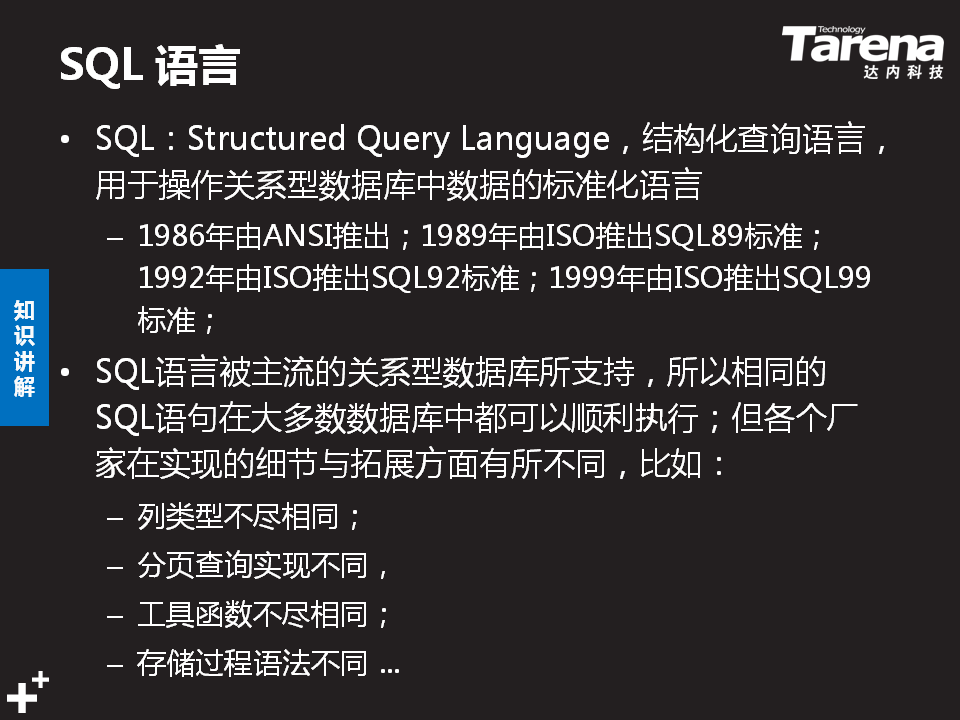 SQL 语言
Technology
Tarena
达内科技
• SQL：Structured Query Language，结构化查询语言，
用于操作关系型数据库中数据的标准化语言
– 1986年由ANSI推出；1989年由ISO推出SQL89标准；
1992年由ISO推出SQL92标准；1999年由ISO推出SQL99
标准；
知识讲解
• SQL语言被主流的关系型数据库所支持，所以相同的
SQL语句在大多数数据库中都可以顺利执行；但各个厂
家在实现的细节与拓展方面有所不同，比如：
– 列类型不尽相同；
– 分页查询实现不同，
– 工具函数不尽相同；
– 存储过程语法不同 ...